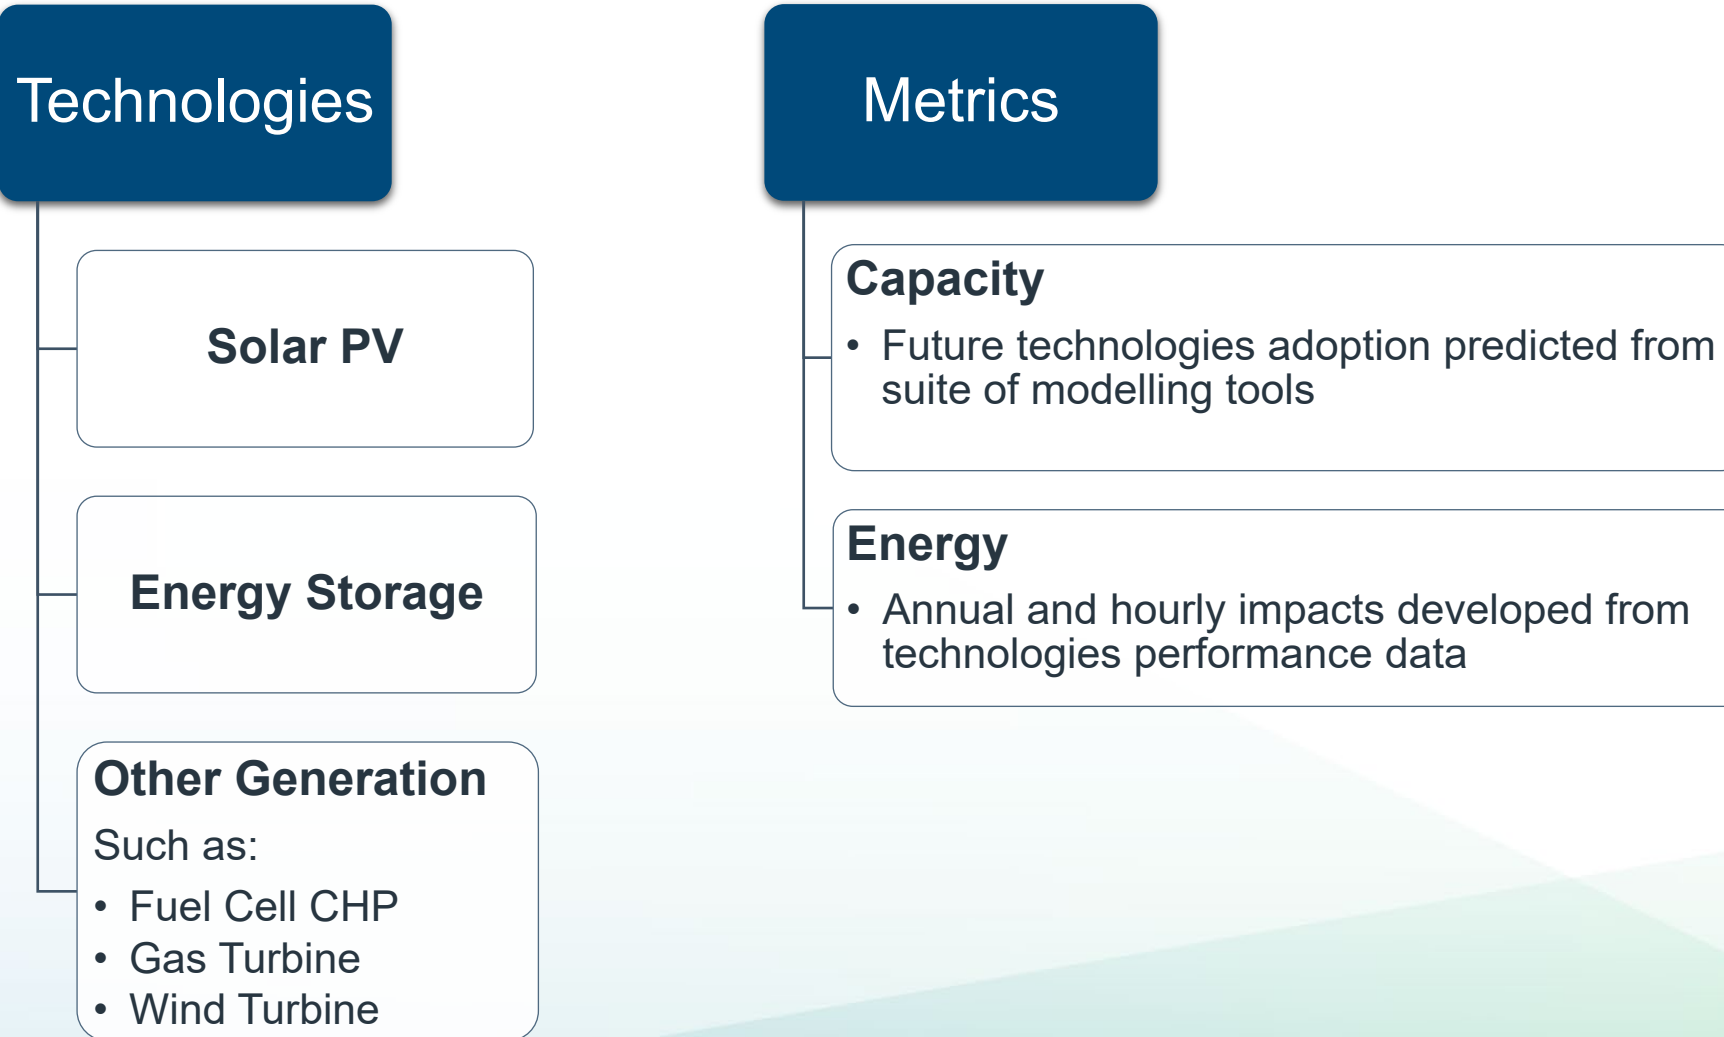 Technologies
Solar PV
Energy Storage
Other Generation
Such as:
• Fuel Cell CHP
• Gas Turbine
• Wind Turbine
Metrics
Capacity
• Future technologies adoption predicted from
suite of modelling tools
Energy
• Annual and hourly impacts developed from
technologies performance data